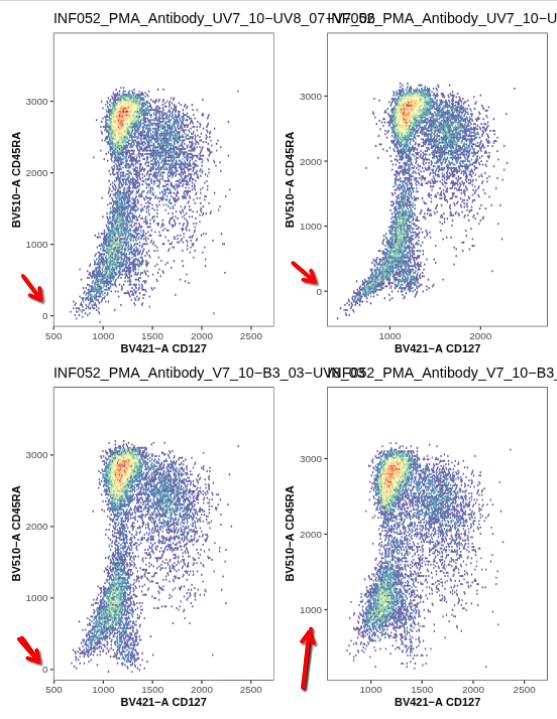 INF052_PMA_Antibody_UV7_10−UV8_07−
INF052_PMA_Antibody_UV7_10−U
BV510−A CD45RA
3000
2000
1000
0
500
1000
1500
2000
2500
BV421−A CD127
BV510−A CD45RA
3000
2000
1000
0
1000
2000
BV421−A CD127
INF052_PMA_Antibody_V7_10−B3_03−UV8
INF052_PMA_Antibody_V7_10−B3_
BV510−A CD45RA
3000
2000
1000
0
500
1000
1500
2000
2500
BV421−A CD127
BV510−A CD45RA
3000
2000
1000
1000
1500
2000
2500
BV421−A CD127